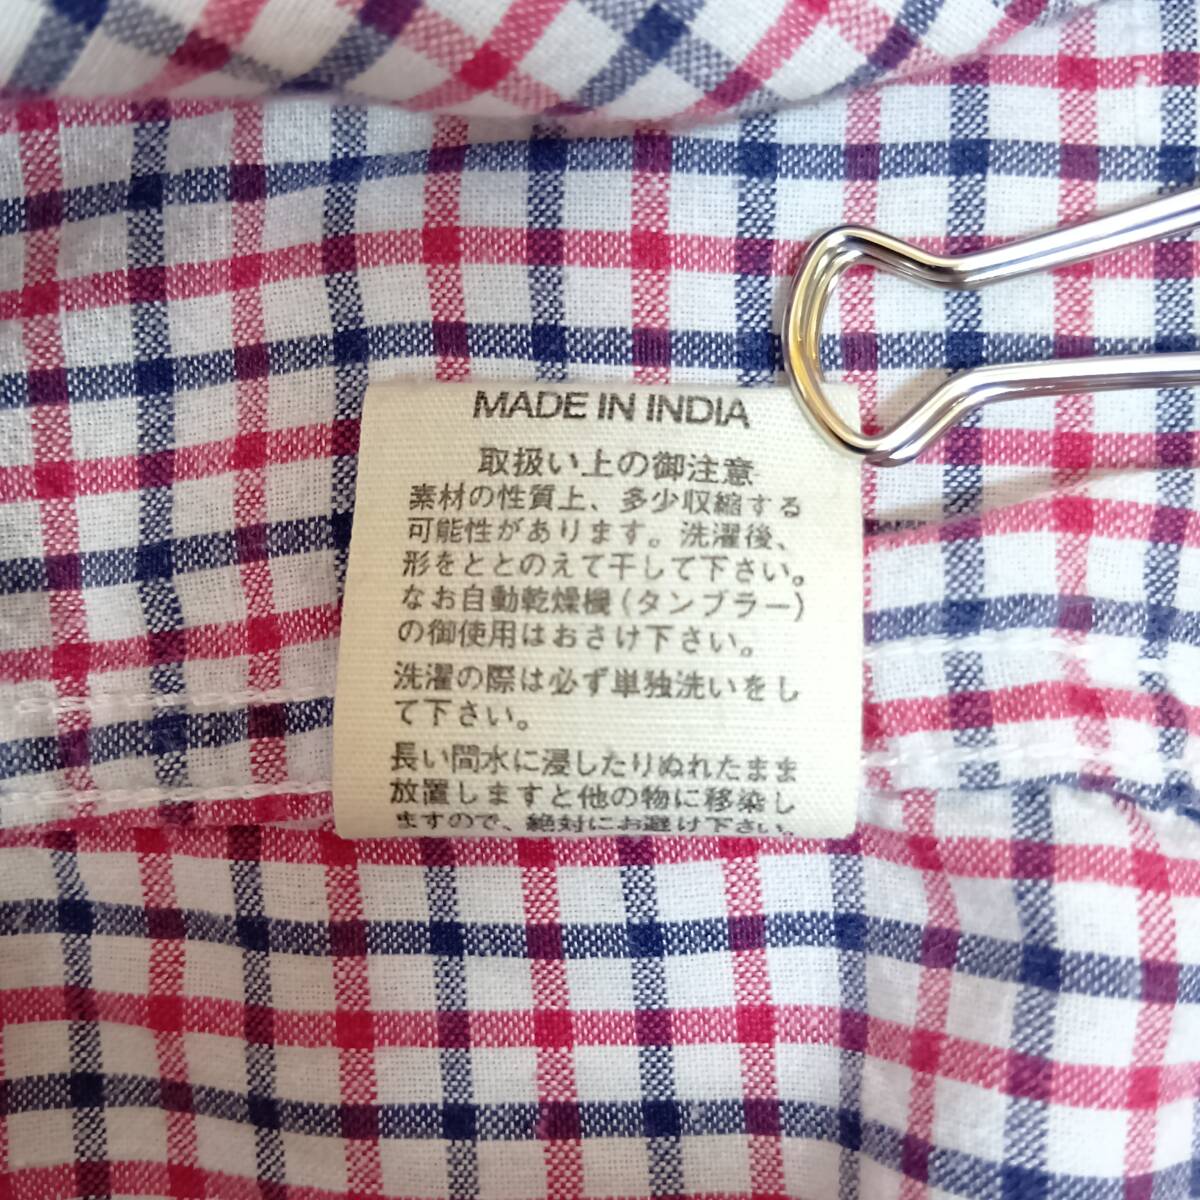 MADE IN INDIA
取扱い上の御注意
素材の性質上、多少収縮する
可能性があります。洗濯後、
形をととのえて干して下さい。
なお自動乾燥機(タンブラー)
の御使用はおさけ下さい。
洗濯の際は必ず単独洗いをし
て下さい。
長い間水に浸したりぬれたまま
放置しますと他の物に移染し
ますので、絶対にお避け下さい。